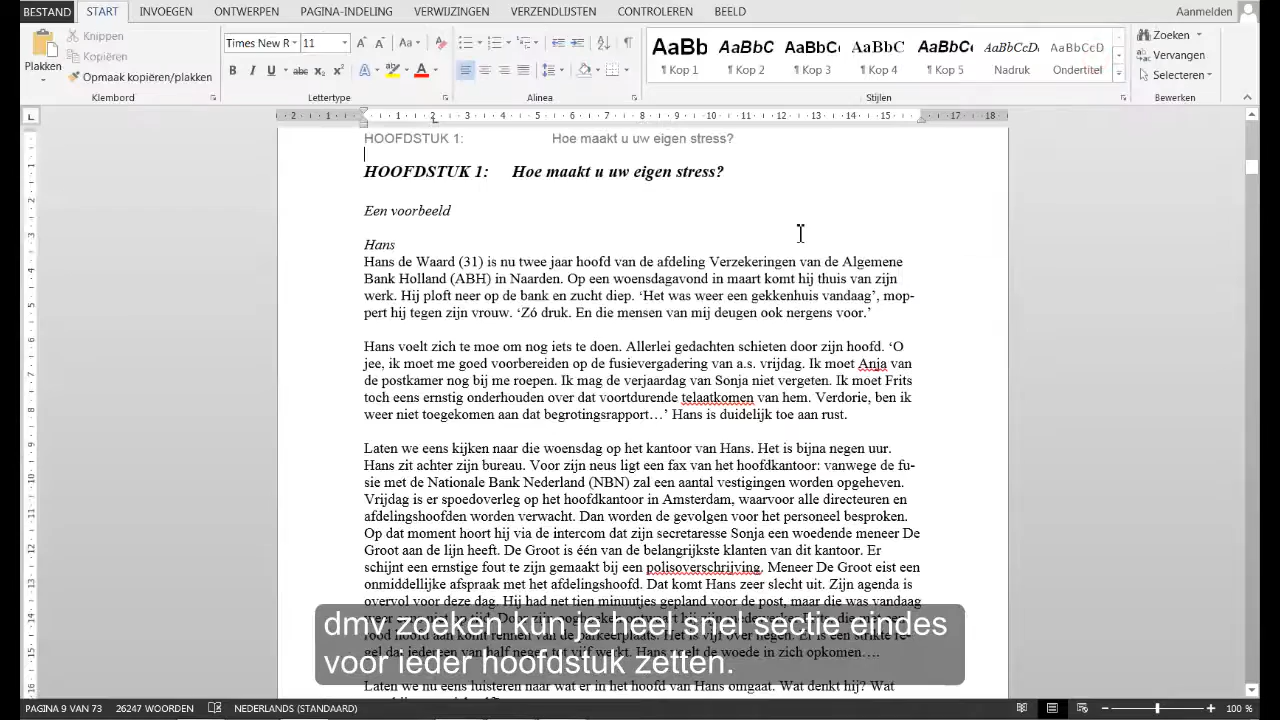 BESTAND START INVOEGEN ONTWERPEN PAGINA-INDELING VERWIJZINGEN VERZENDLIJSTEN CONTROLEREN BEELD Aanmelden
Plakken
Knippen
Kopiëren
Opmaak kopiëren/plakken
Klembord
Times New R 11
Lettertype
Alinea
AaBb AaBbC AaBbC AaBbC AaBbC AaBbCcD AaBbCcD
¶ Kop 1 ¶ Kop 2 ¶ Kop 3 ¶ Kop 4 ¶ Kop 5 Nadruk Ondertitel
Stijlen
Zoeken
Vervangen
Selecteren
Bewerken
HOOFDSTUK 1: Hoe maakt u uw eigen stress?
HOOFDSTUK 1: Hoe maakt u uw eigen stress?
Een voorbeeld
Hans
Hans de Waard (31) is nu twee jaar hoofd van de afdeling Verzekeringen van de Algemene
Bank Holland (ABH) in Naarden. Op een woensdagavond in maart komt hij thuis van zijn
werk. Hij ploft neer op de bank en zucht diep. ‘Het was weer een gekkenhuis vandaag’, mop-
pert hij tegen zijn vrouw. ‘Zó druk. En die mensen van mij deugen ook nergens voor.’
Hans voelt zich te moe om nog iets te doen. Allerlei gedachten schieten door zijn hoofd. ‘O
jee, ik moet me goed voorbereiden op de fusievergadering van a.s. vrijdag. Ik moet Anja van
de postkamer nog bij me roepen. Ik mag de verjaardag van Sonja niet vergeten. Ik moet Frits
toch eens ernstig onderhouden over dat voortdurende telaatkomen van hem. Verdorie, ben ik
weer niet toegekomen aan dat begrotingsrapport…’ Hans is duidelijk toe aan rust.
Laten we eens kijken naar die woensdag op het kantoor van Hans. Het is bijna negen uur.
Hans zit achter zijn bureau. Voor zijn neus ligt een fax van het hoofdkantoor: vanwege de fu-
sie met de Nationale Bank Nederland (NBN) zal een aantal vestigingen worden opgeheven.
Vrijdag is er spoedoverleg op het hoofdkantoor in Amsterdam, waarvoor alle directeuren en
afdelingshoofden worden verwacht. Dan worden de gevolgen voor het personeel besproken.
Op dat moment hoort hij via de intercom dat zijn secretaresse Sonja een woedende meneer De
Groot aan de lijn heeft. De Groot is één van de belangrijkste klanten van dit kantoor. Er
schijnt een ernstige fout te zijn gemaakt bij een polisoverschrijving. Meneer De Groot eist een
onmiddellijke afspraak met het afdelingshoofd. Dat komt Hans zeer slecht uit. Zijn agenda is
overvol voor deze dag. Hij had net tien minuutjes gepland voor de post, maar die was vandaag
dmv zoeken kun je heel snel sectie eindes
voor ieder hoofdstuk zetten.
Hans voelt de woede in zich opkomen….
Laten we nu eens luisteren naar wat er in het hoofd van Hans omgaat. Wat denkt hij? Wat
PAGINA 9 VAN 73 26247 WOORDEN NEDERLANDS (STANDAARD) 100 %